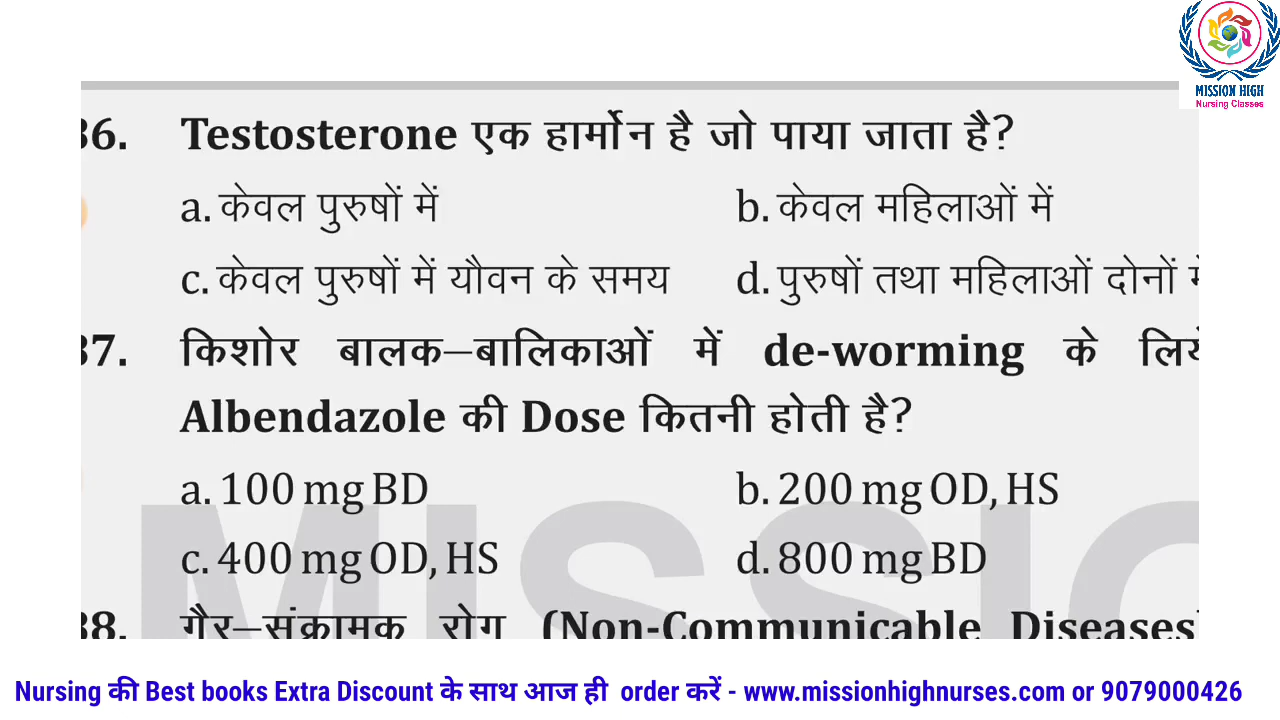 MISSION HIGH
Nursing Classes
36. Testosterone एक हार्मोन है जो पाया जाता है?
a. केवल पुरुषों में b. केवल महिलाओं में
c. केवल पुरुषों में यौवन के समय d. पुरुषों तथा महिलाओं दोनों में
37. किशोर बालक–बालिकाओं में de-worming के लिये
Albendazole की Dose कितनी होती है?
a. 100 mg BD b. 200 mg OD, HS
c. 400 mg OD, HS d. 800 mg BD
38. गैर–संक्रामक रोग (Non-Communicable Diseases)
Nursing की Best books Extra Discount के साथ आज ही order करें - www.missionhighnurses.com or 9079000426